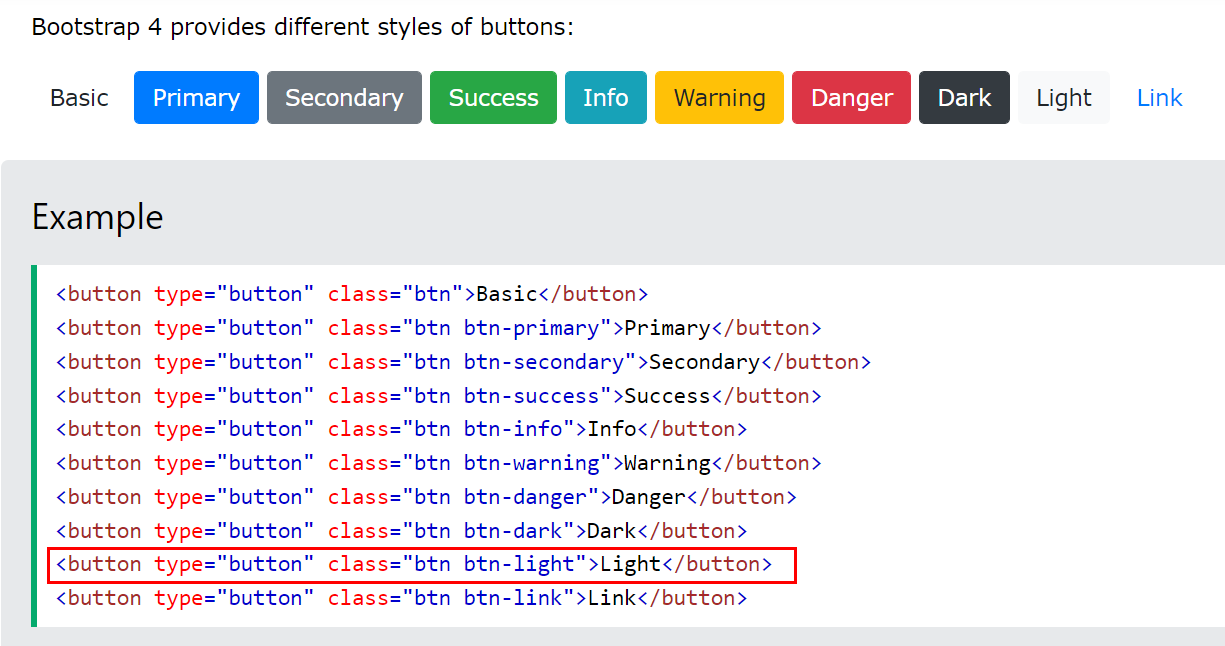 Bootstrap 4 provides different styles of buttons:
Basic Primary Secondary Success Info Warning Danger Dark Light Link
Example
<button type="button" class="btn">Basic</button>
<button type="button" class="btn btn-primary">Primary</button>
<button type="button" class="btn btn-secondary">Secondary</button>
<button type="button" class="btn btn-success">Success</button>
<button type="button" class="btn btn-info">Info</button>
<button type="button" class="btn btn-warning">Warning</button>
<button type="button" class="btn btn-danger">Danger</button>
<button type="button" class="btn btn-dark">Dark</button>
<button type="button" class="btn btn-light">Light</button>
<button type="button" class="btn btn-link">Link</button>